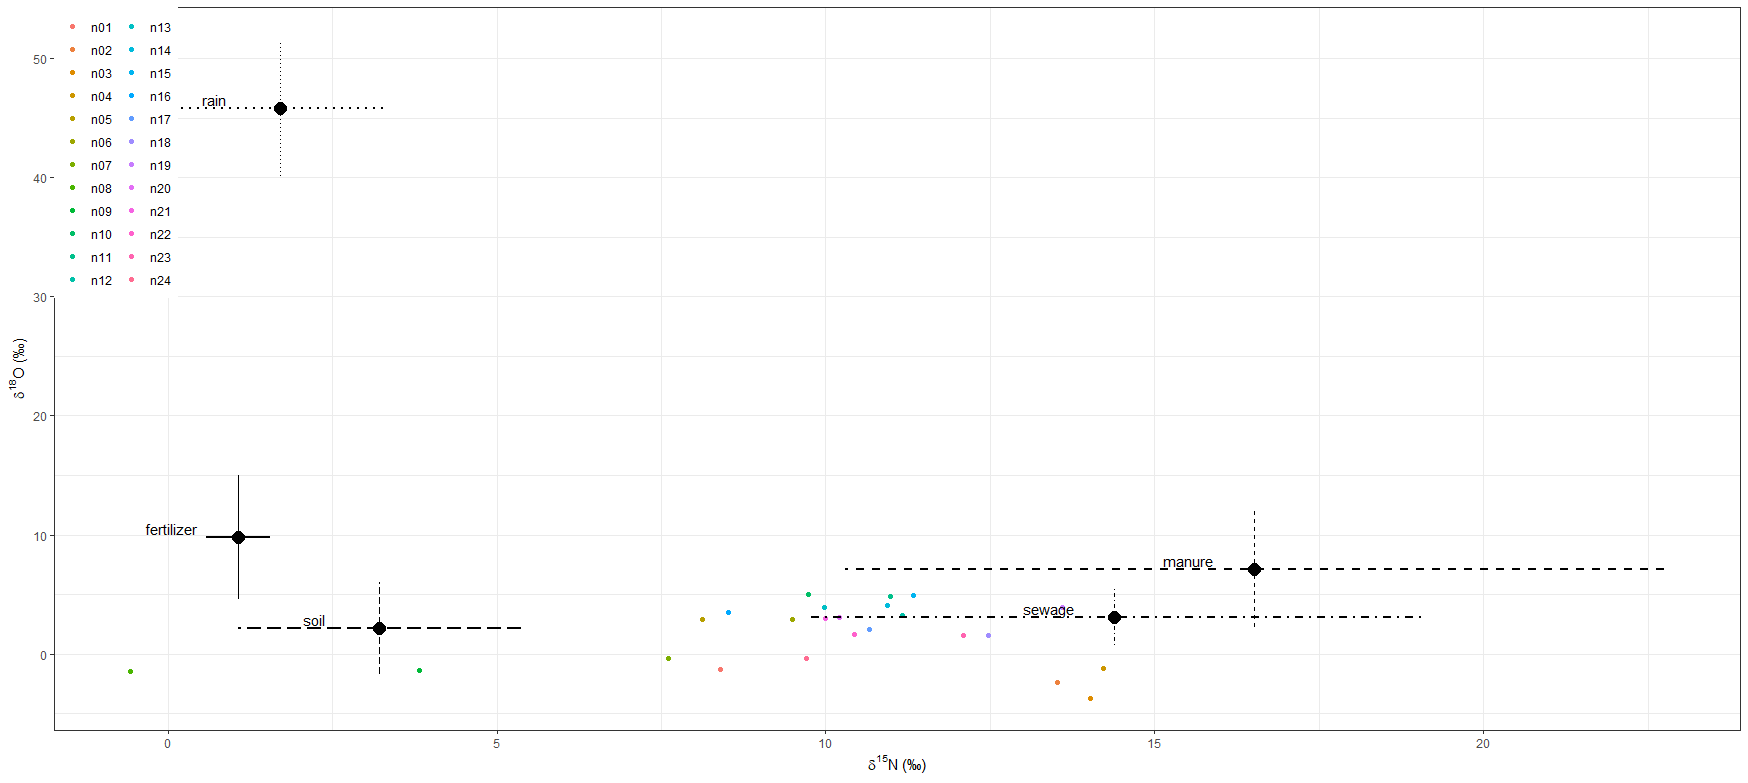 n01 n13
n02 n14
n03 n15
n04 n16
n05 n17
n06 n18
n07 n19
n08 n20
n09 n21
n10 n22
n11 n23
n12 n24
50
40
30
20
10
0
δ¹⁸O (‰)
rain
fertilizer
soil
manure
sewage
0 5 10 15 20
δ¹⁵N (‰)